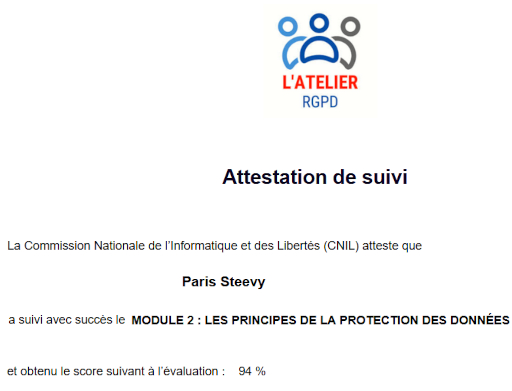 L'ATELIER
RGPD
Attestation de suivi
La Commission Nationale de l'Informatique et des Libertés (CNIL) atteste que
Paris Steevy
a suivi avec succès le MODULE 2 : LES PRINCIPES DE LA PROTECTION DES DONNÉES
et obtenu le score suivant à l'évaluation : 94 %